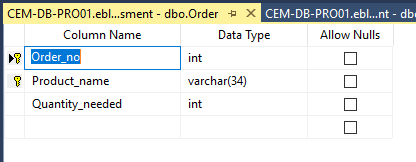 CEM-DB-PRO01.ebl...sment - dbo.Order CEM-DB-PRO01.ebl...nt - db
Column Name Data Type Allow Nulls
Order_no int
Product_name varchar(34)
Quantity_needed int